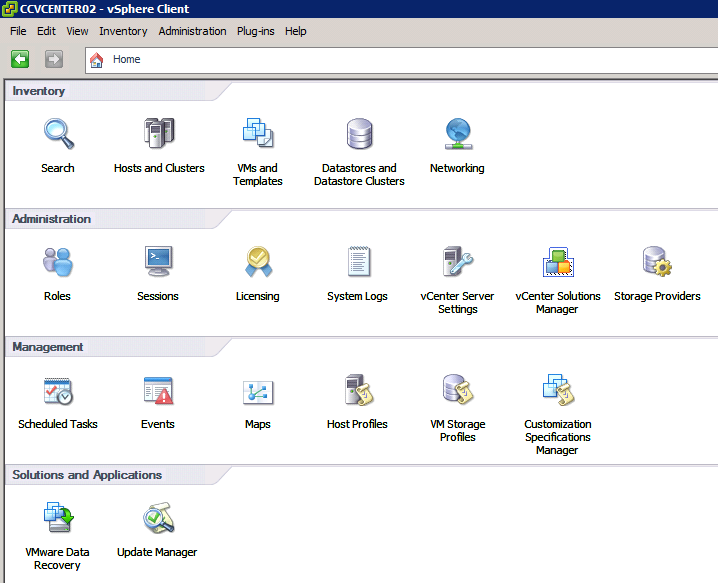 CCVCENTER02 - vSphere Client
File Edit View Inventory Administration Plug-ins Help
Home
Inventory
Search Hosts and Clusters VMs and Datastores and Networking
Templates Datastore Clusters
Administration
Roles Sessions Licensing System Logs vCenter Server vCenter Solutions Storage Providers
Settings Manager
Management
Scheduled Tasks Events Maps Host Profiles VM Storage Customization
Profiles Specifications
Manager
Solutions and Applications
VMware Data Update Manager
Recovery